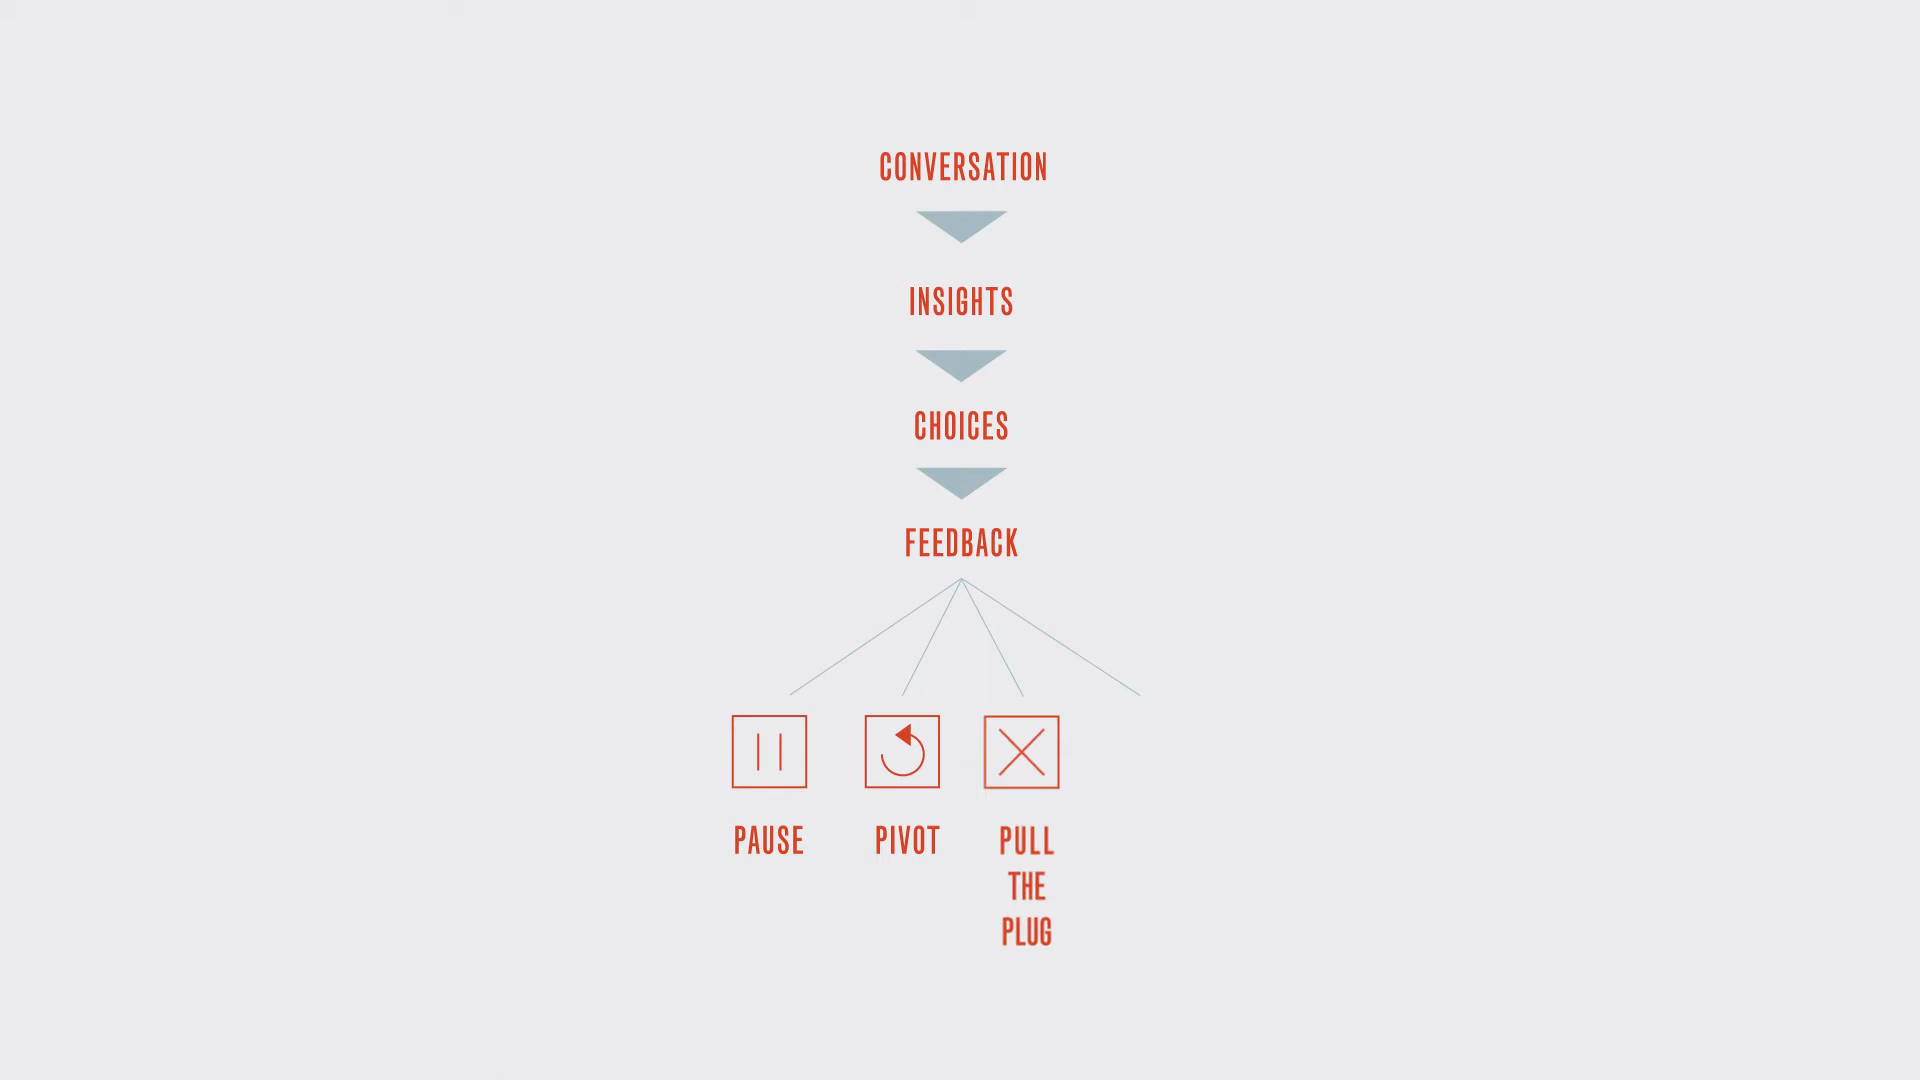 CONVERSATION
INSIGHTS
CHOICES
FEEDBACK
PAUSE
PIVOT
PULL
THE
PLUG